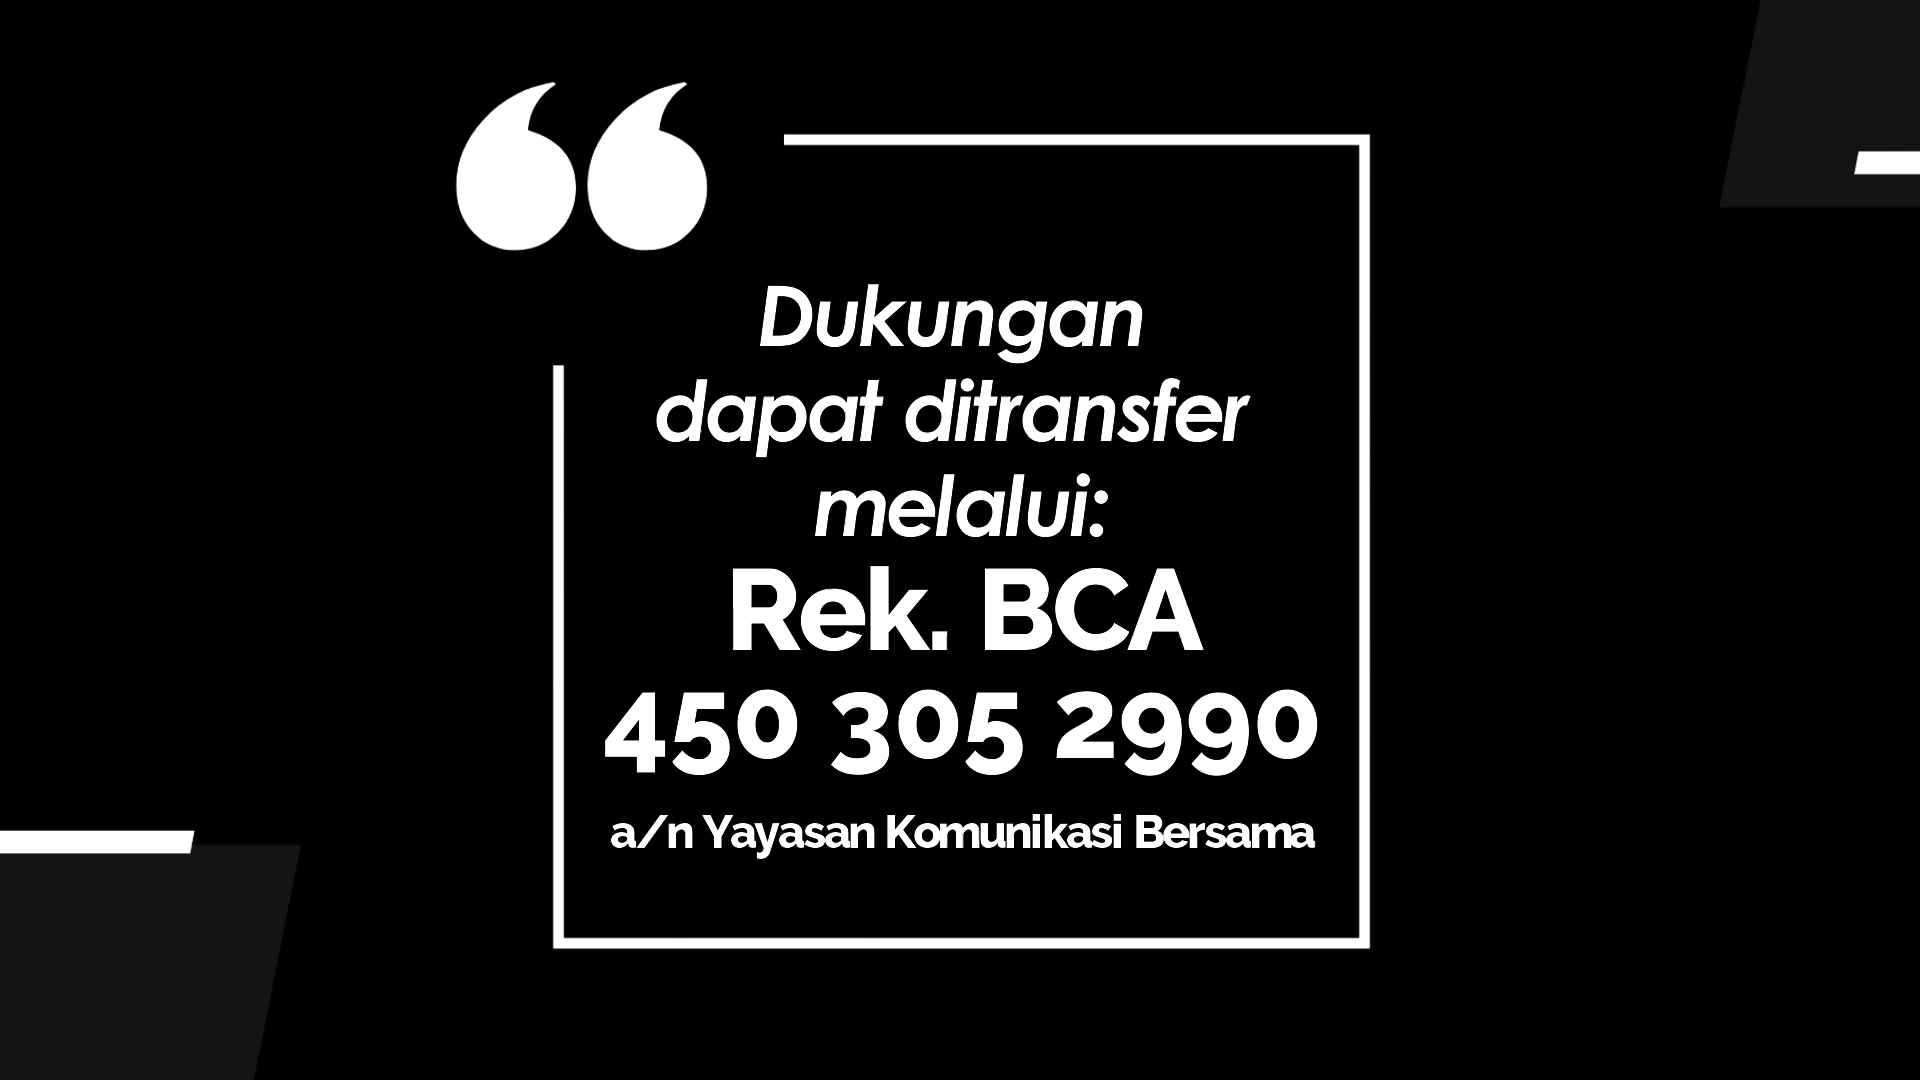 Dukungan
dapat ditransfer
melalui:
Rek. BCA
450 305 2990
a/n Yayasan Komunikasi Bersama